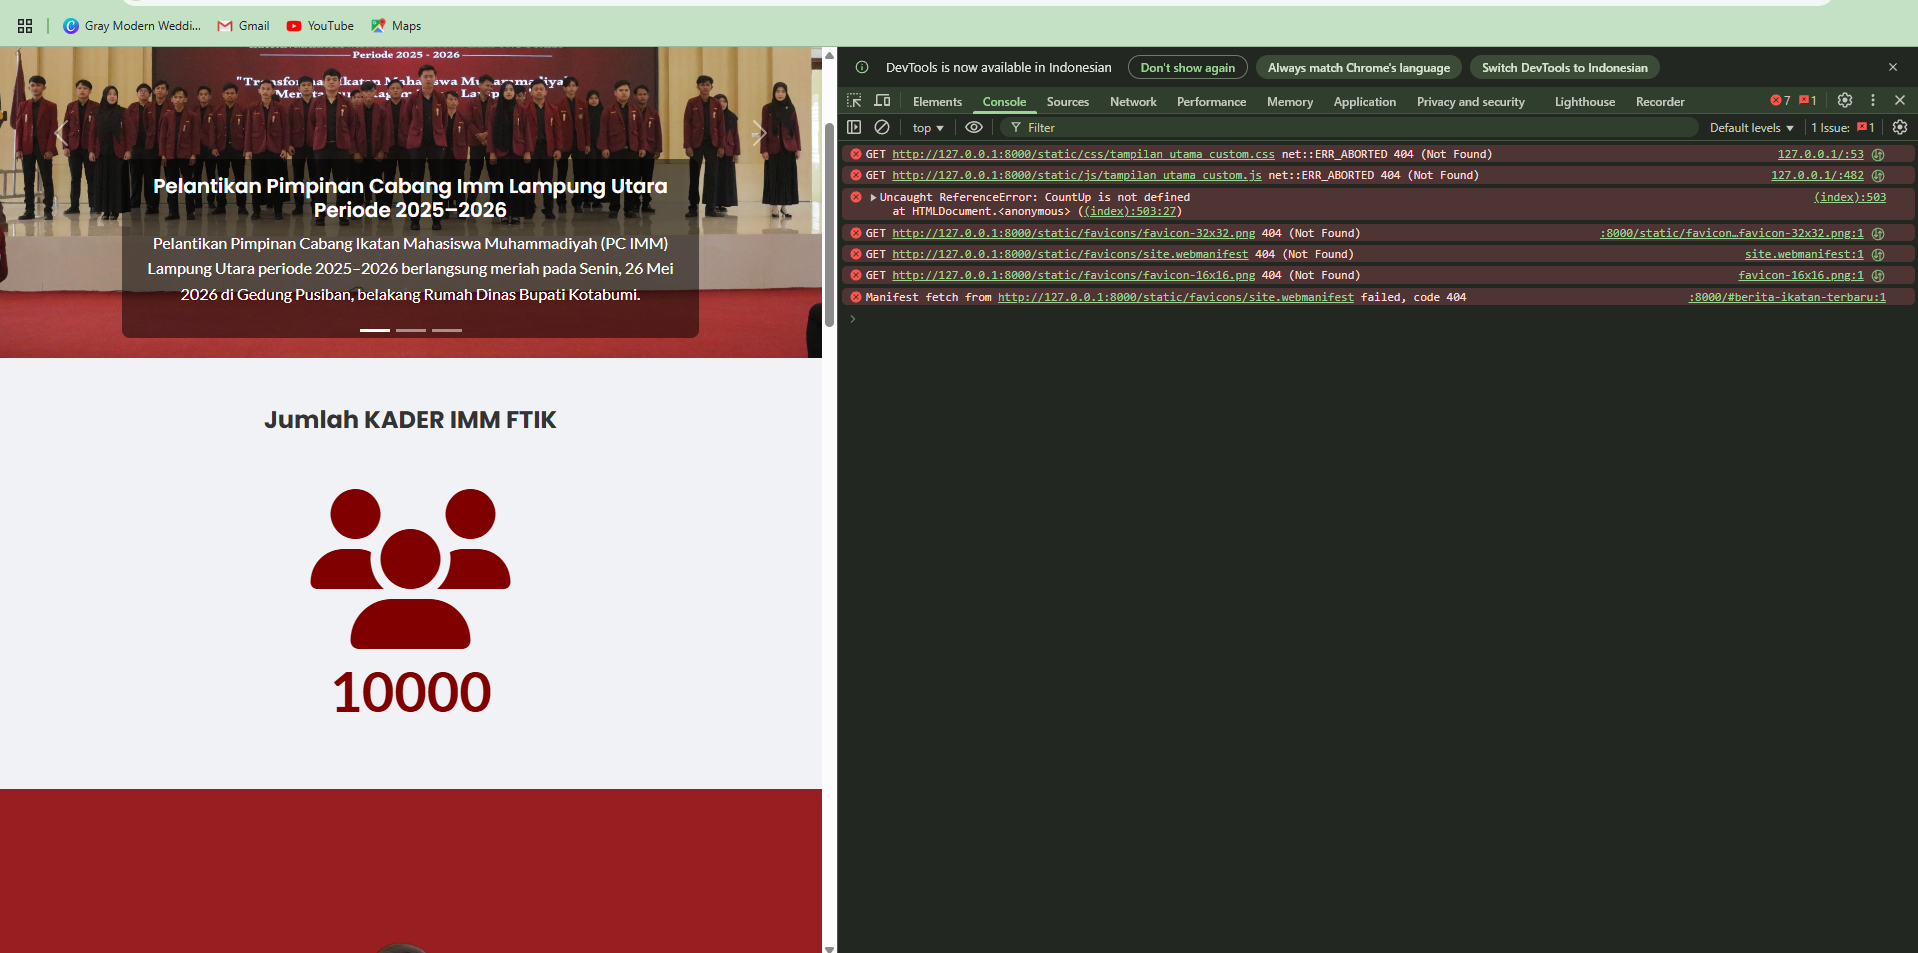 Gray Modern Weddi...
Gmail
YouTube
Maps
Periode 2025 - 2026
Pelantikan Pimpinan Cabang Imm Lampung Utara
Periode 2025–2026
Pelantikan Pimpinan Cabang Ikatan Mahasiswa Muhammadiyah (PC IMM)
Lampung Utara periode 2025–2026 berlangsung meriah pada Senin, 26 Mei
2026 di Gedung Pusiban, belakang Rumah Dinas Bupati Kotabumi.
Jumlah KADER IMM FTIK
10000
DevTools is now available in Indonesian Don't show again Always match Chrome's language Switch DevTools to Indonesian
Elements Console Sources Network Performance Memory Application Privacy and security Lighthouse Recorder 7 1
top Filter Default levels 1 Issue: 1
GET http://127.0.0.1:8000/static/css/tampilan_utama_custom.css net::ERR_ABORTED 404 (Not Found) 127.0.0.1/:53
GET http://127.0.0.1:8000/static/js/tampilan_utama_custom.js net::ERR_ABORTED 404 (Not Found) 127.0.0.1/:482
Uncaught ReferenceError: CountUp is not defined (index):503
at HTMLDocument.<anonymous> ((index):503:27)
GET http://127.0.0.1:8000/static/favicons/favicon-32x32.png 404 (Not Found) :8000/static/favicon…favicon-32x32.png:1
GET http://127.0.0.1:8000/static/favicons/site.webmanifest 404 (Not Found) site.webmanifest:1
GET http://127.0.0.1:8000/static/favicons/favicon-16x16.png 404 (Not Found) favicon-16x16.png:1
Manifest fetch from http://127.0.0.1:8000/static/favicons/site.webmanifest failed, code 404 :8000/#berita-ikatan-terbaru:1